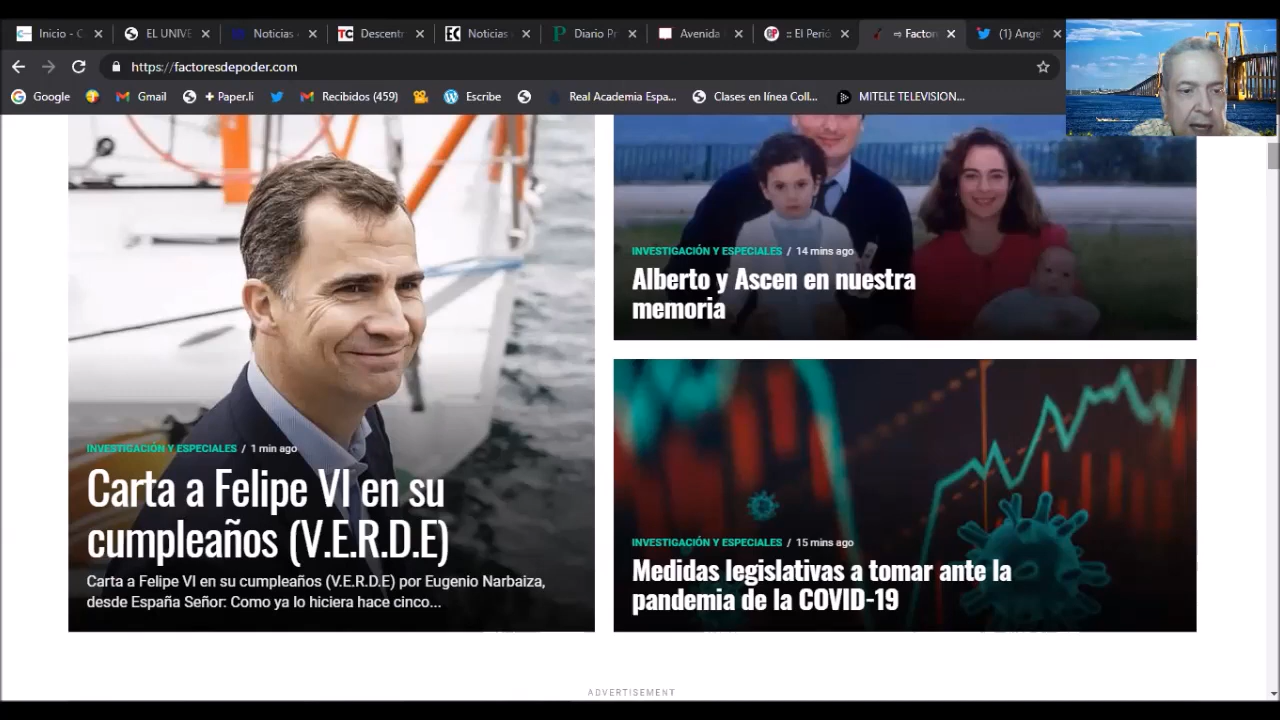 Inicio - C
EL UNIVE
Noticias
TC Descentr
EC Noticias
P Diario Pr
Avenida
EP :: El Perió
⇨ Factor
(1) Ange
https://factoresdepoder.com
Google
Gmail
+ Paper.li
Recibidos (459)
Escribe
Academia Espa...
Clases en línea Coll...
MITELE TELEVISION...
INVESTIGACIÓN Y ESPECIALES / 1 min ago
Carta a Felipe VI en su
cumpleaños (V.E.R.D.E)
Carta a Felipe VI en su cumpleaños (V.E.R.D.E) por Eugenio Narbaiza,
desde España Señor: Como ya lo hiciera hace cinco...
INVESTIGACIÓN Y ESPECIALES / 14 mins ago
Alberto y Ascen en nuestra
memoria
INVESTIGACIÓN Y ESPECIALES / 15 mins ago
Medidas legislativas a tomar ante la
pandemia de la COVID-19
ADVERTISEMENT